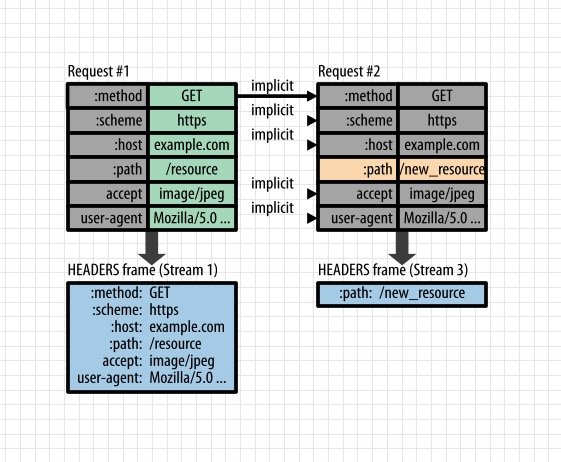 Request #1
:method GET
:scheme https
:host example.com
:path /resource
accept image/jpeg
user-agent Mozilla/5.0 ...
implicit
implicit
implicit
implicit
implicit
Request #2
:method GET
:scheme https
:host example.com
:path /new_resource
accept image/jpeg
user-agent Mozilla/5.0 ...
HEADERS frame (Stream 1)
:method: GET
:scheme: https
:host: example.com
:path: /resource
accept: image/jpeg
user-agent: Mozilla/5.0 ...
HEADERS frame (Stream 3)
:path: /new_resource